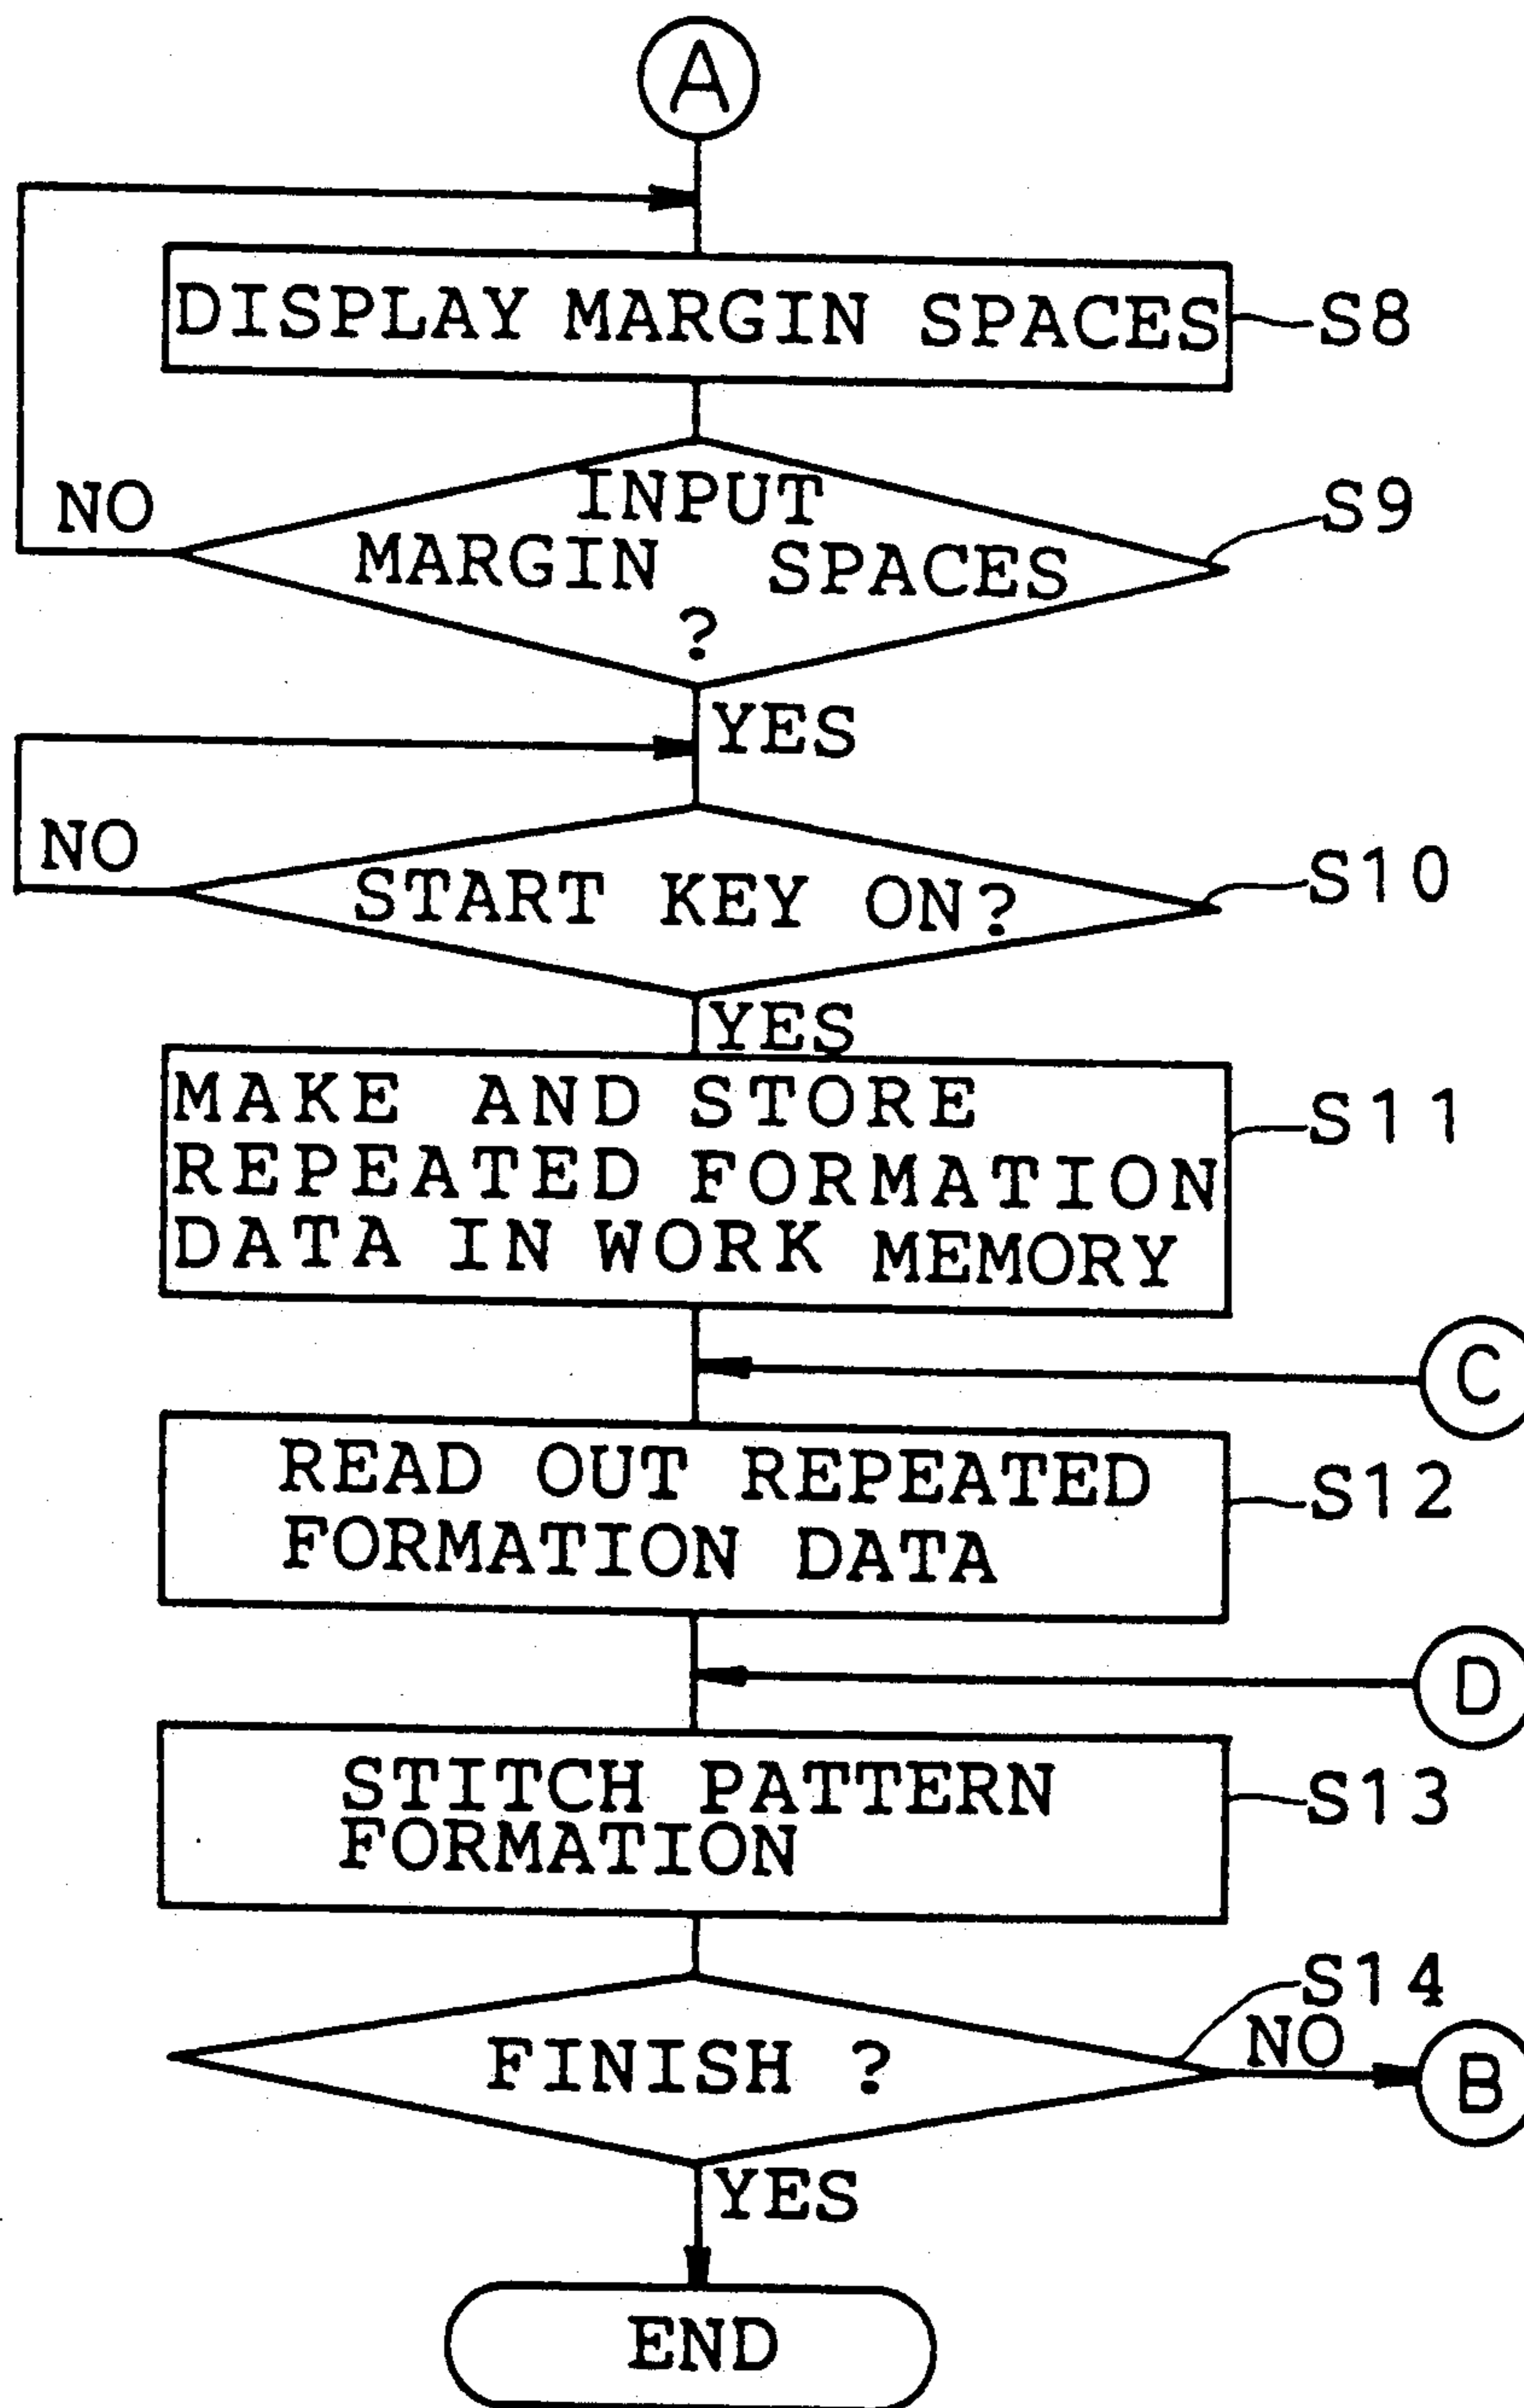 A
DISPLAY MARGIN SPACES
S8
NO
INPUT
MARGIN SPACES
?
S9
YES
NO
START KEY ON?
S10
YES
MAKE AND STORE
REPEATED FORMATION
DATA IN WORK MEMORY
S11
C
READ OUT REPEATED
FORMATION DATA
S12
D
STITCH PATTERN
FORMATION
S13
S14
FINISH ?
NO
B
YES
END